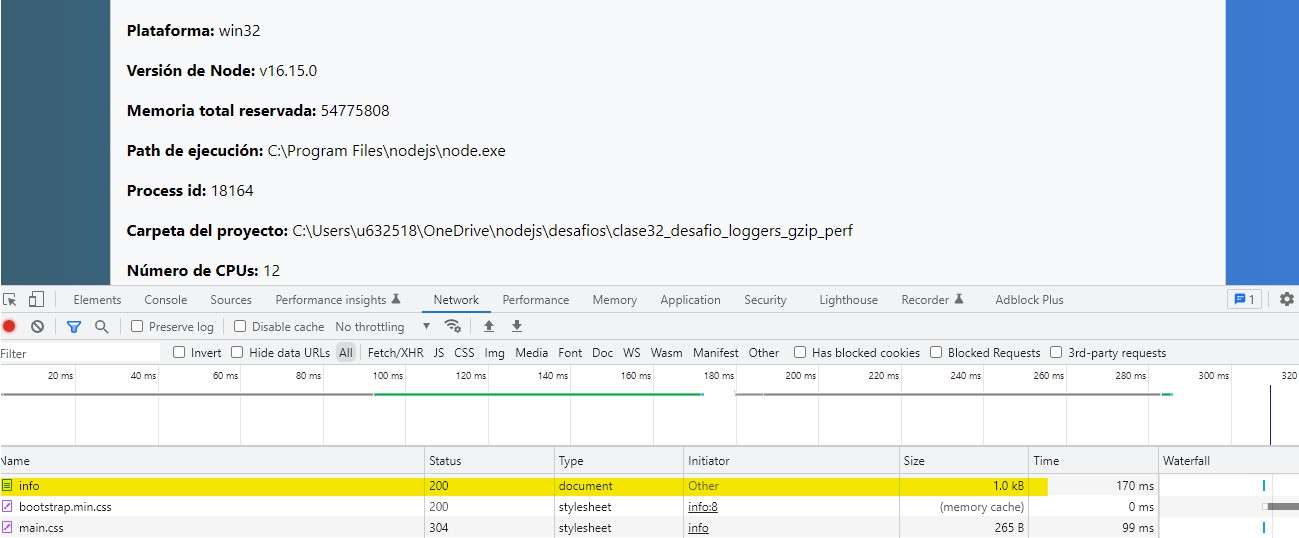 Plataforma: win32
Versión de Node: v16.15.0
Memoria total reservada: 54775808
Path de ejecución: C:\Program Files\nodejs\node.exe
Process id: 18164
Carpeta del proyecto: C:\Users\u632518\OneDrive\nodejs\desafios\clase32_desafio_loggers_gzip_perf
Número de CPUs: 12
Elements Console Sources Performance insights Network Performance Memory Application Security Lighthouse Recorder Adblock Plus 1
Preserve log Disable cache No throttling
Filter Invert Hide data URLs All Fetch/XHR JS CSS Img Media Font Doc WS Wasm Manifest Other Has blocked cookies Blocked Requests 3rd-party requests
20 ms 40 ms 60 ms 80 ms 100 ms 120 ms 140 ms 160 ms 180 ms 200 ms 220 ms 240 ms 260 ms 280 ms 300 ms 320
Name Status Type Initiator Size Time Waterfall
info 200 document Other 1.0 kB 170 ms
bootstrap.min.css 200 stylesheet info:8 (memory cache) 0 ms
main.css 304 stylesheet info 265 B 99 ms